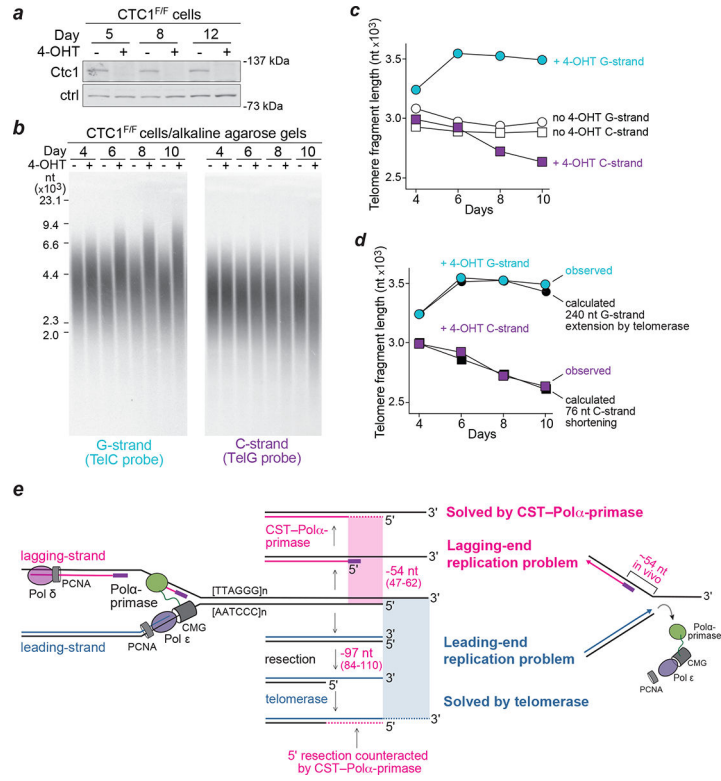 a
CTC1F/F cells
Day
5 8 12
4-OHT
- + - + - +
-137 kDa
Ctc1
ctrl
-73 kDa
b
CTC1F/F cells/alkaline agarose gels
Day
4 6 8 10 4 6 8 10
4-OHT
- + - + - + - + - + - + - + - +
nt
(x10³)
23.1
9.4
6.6
4.4
2.3
2.0
G-strand
(TelC probe)
C-strand
(TelG probe)
c
Telomere fragment length (nt x10³)
3.5
3.0
2.5
4 6 8 10
Days
+ 4-OHT G-strand
no 4-OHT G-strand
no 4-OHT C-strand
+ 4-OHT C-strand
d
Telomere fragment length (nt x10³)
3.5
3.0
2.5
4 6 8 10
Days
+ 4-OHT G-strand
observed
calculated
240 nt G-strand
extension by telomerase
+ 4-OHT C-strand
observed
calculated
76 nt C-strand
shortening
e
lagging-strand
Pol δ
PCNA
Polα-
primase
CMG
Pol ε
PCNA
leading-strand
[TTAGGG]n
[AATCCC]n
3'
5'
Solved by CST–Polα-primase
CST–Polα-
primase
3'
5'
Lagging-end
replication problem
~54 nt
(47-62)
3'
5'
3'
5'
resection
~97 nt
(84-110)
3'
5'
telomerase
3'
5'
Leading-end
replication problem
Solved by telomerase
5' resection counteracted
by CST–Polα-primase
~54 nt
in vivo
3'
Polα-
primase
CMG
Pol ε
PCNA